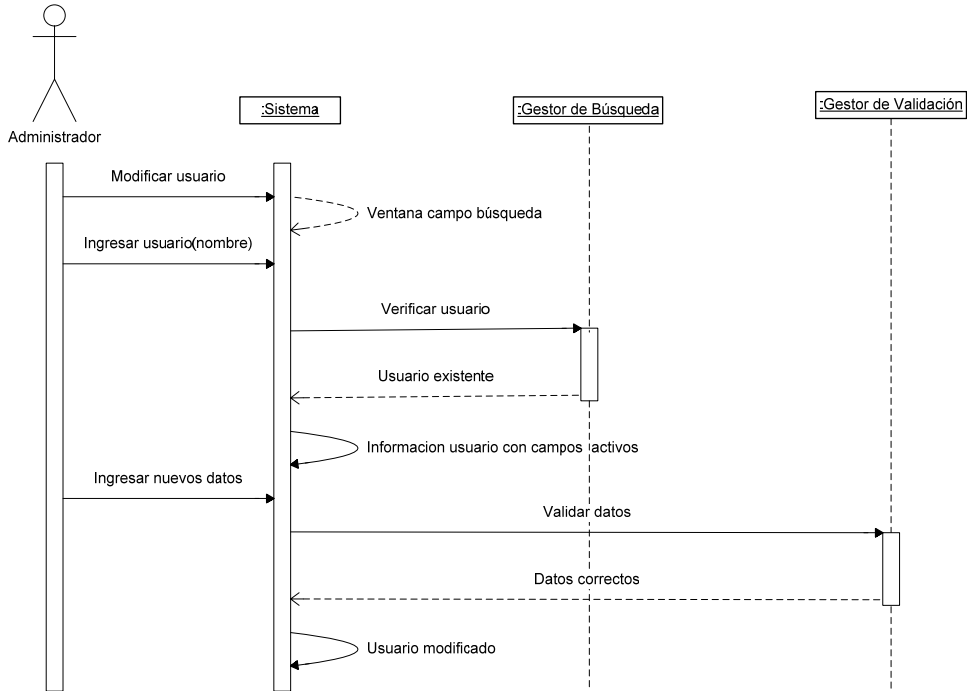 :Sistema
:Gestor de Búsqueda
:Gestor de Validación
Administrador
Modificar usuario
Ventana campo búsqueda
Ingresar usuario(nombre)
Verificar usuario
Usuario existente
Informacion usuario con campos activos
Ingresar nuevos datos
Validar datos
Datos correctos
Usuario modificado